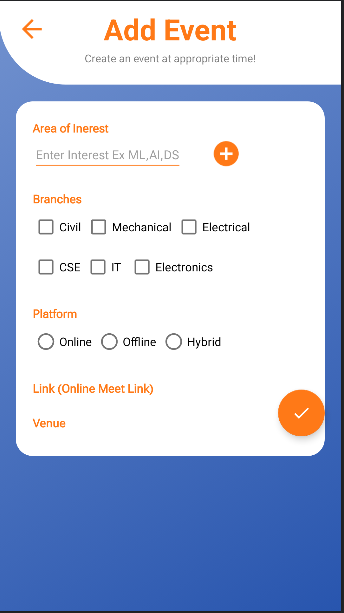 Add Event
Create an event at appropriate time!
Area of Inerest
Enter Interest Ex ML,AI,DS
Branches
Civil Mechanical Electrical
CSE IT Electronics
Platform
Online Offline Hybrid
Link (Online Meet Link)
Venue